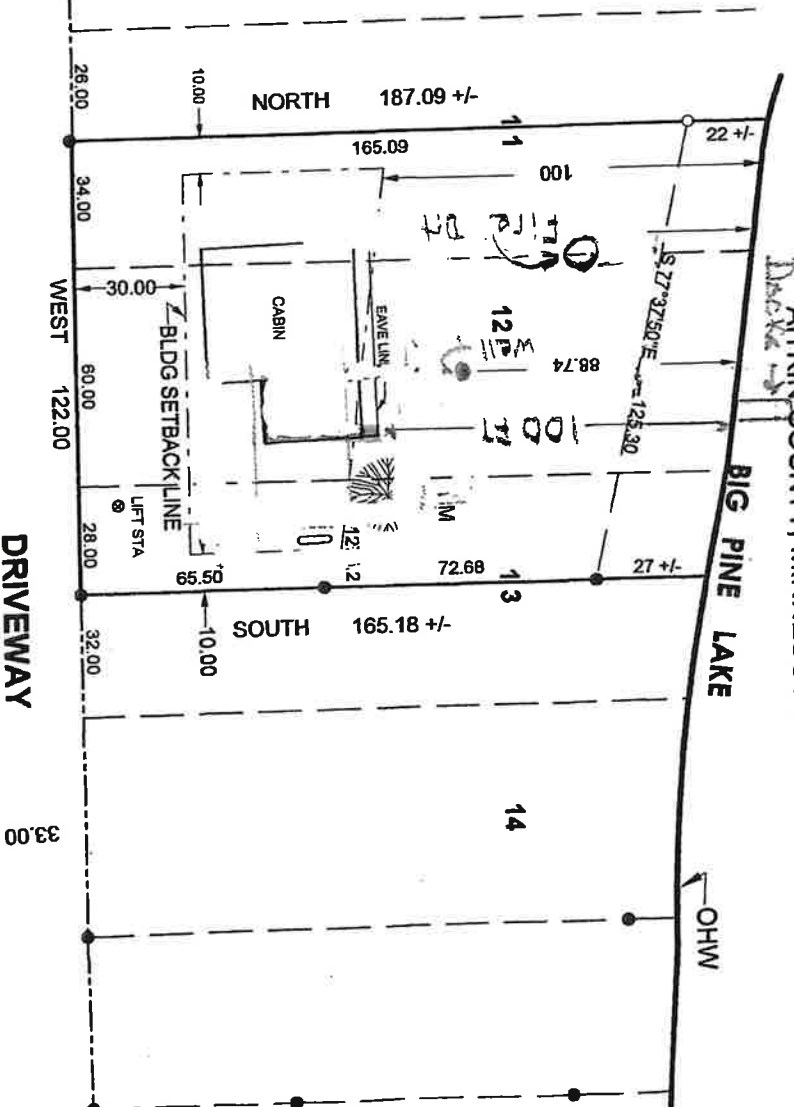 26.00
10.00
NORTH 187.09 +/-
11
22 +/-
165.09
100
34.00
Fire Pit
S.77°37'50"E
125.30
Docks
BIG PINE LAKE
30.00
WEST 122.00
BLDG SETBACK LINE
CABIN
EAVE LINE
12
Well
88.74
60.00
100 ft
LIFT STA
28.00
65.50
72.68
13
27 +/-
10.00
SOUTH 165.18 +/-
32.00
DRIVEWAY
14
33.00
OHW